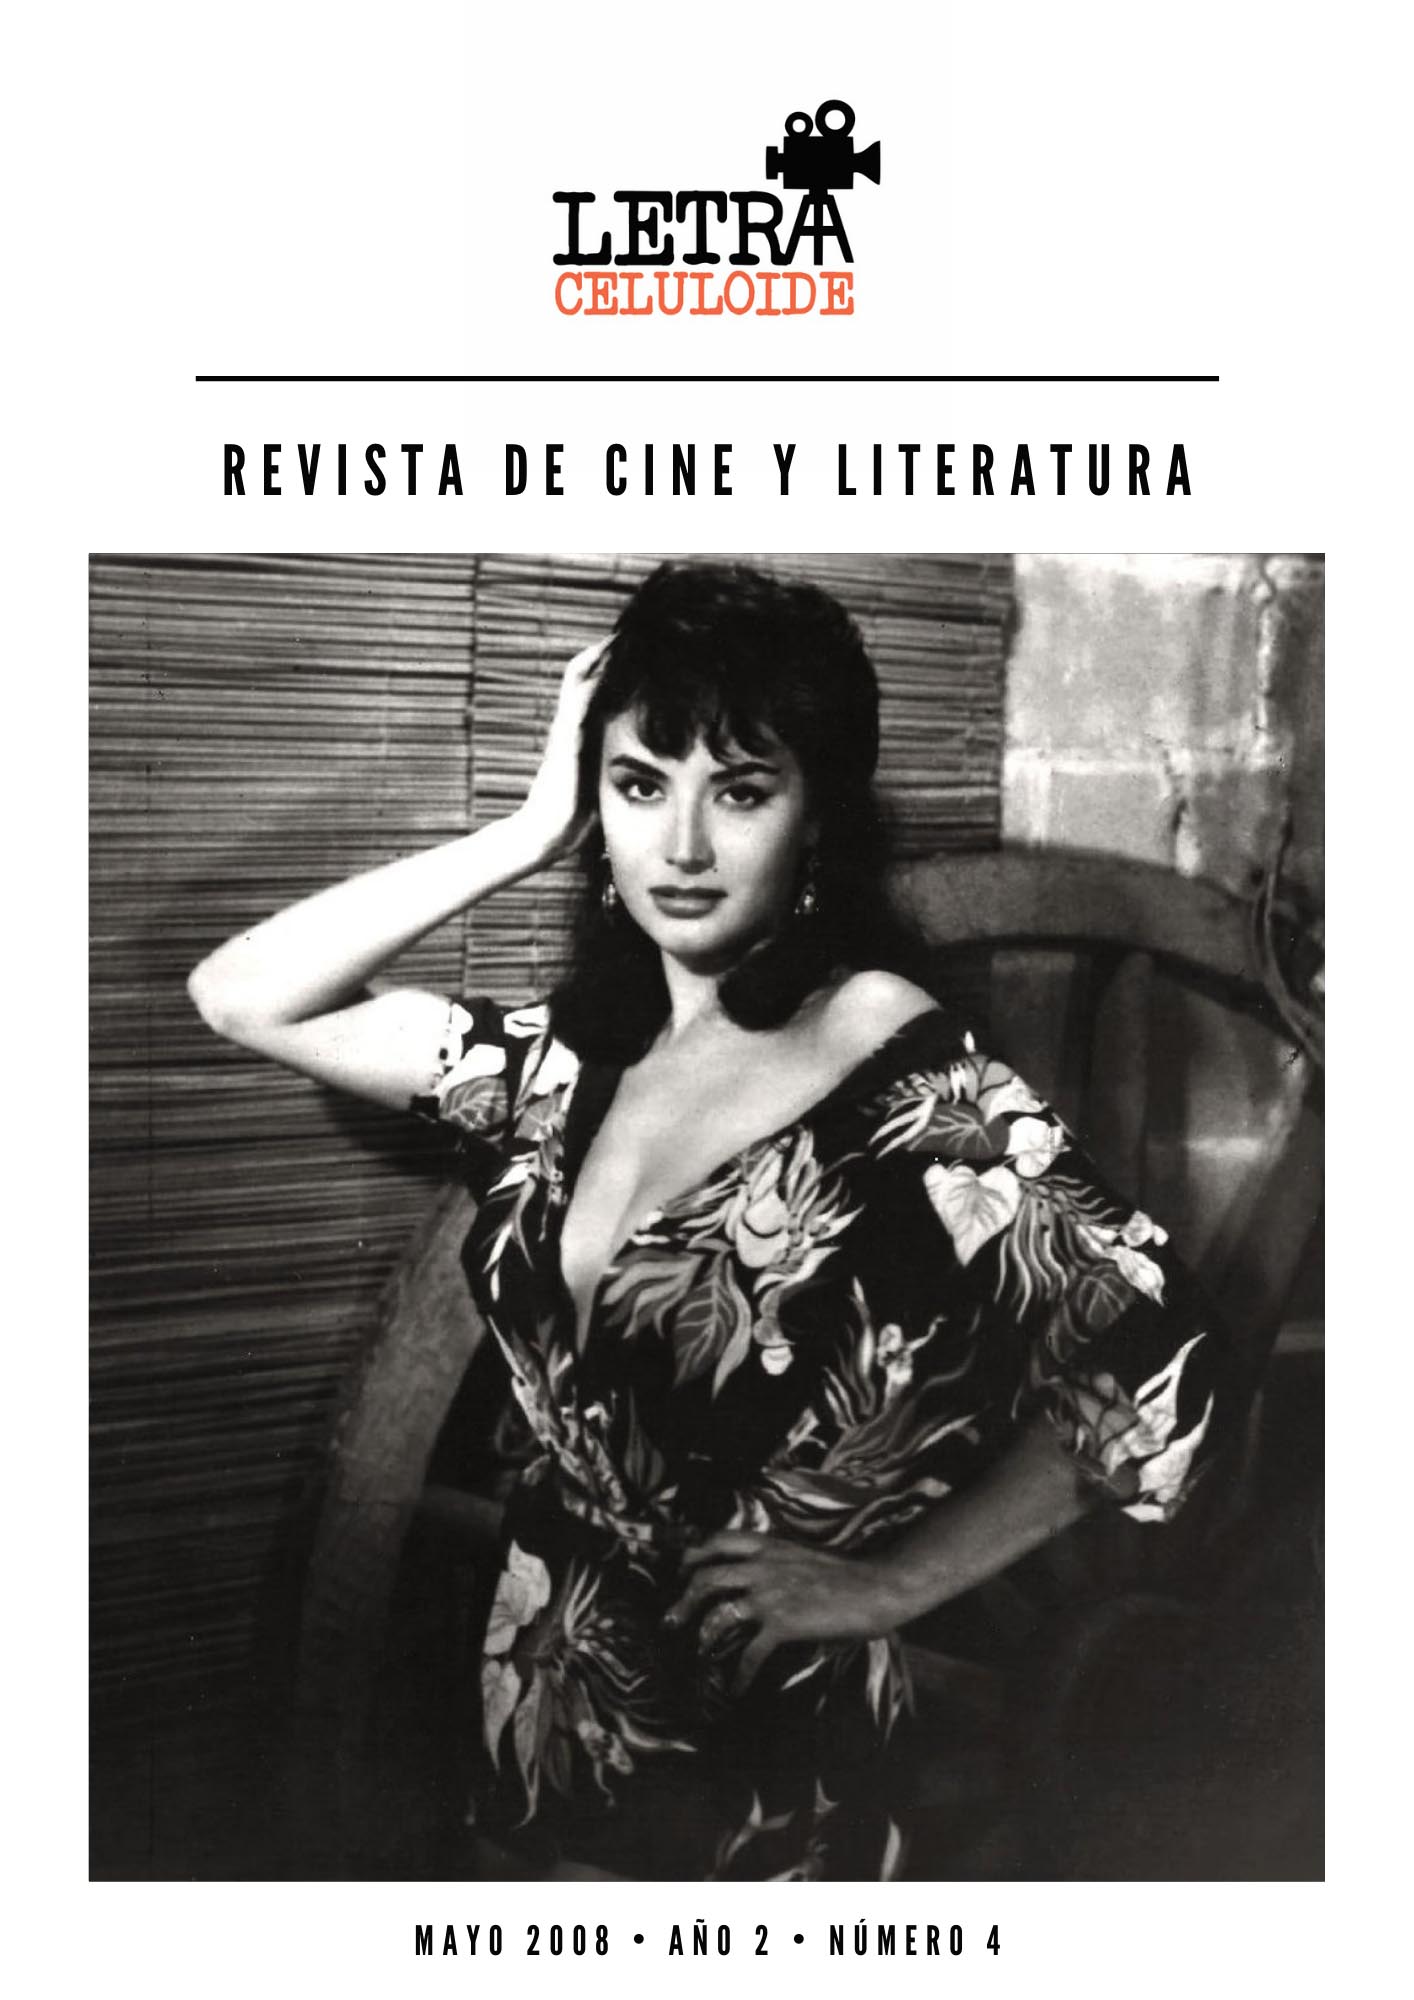 LETRA
CELULOIDE
REVISTA DE CINE Y LITERATURA
MAYO 2008 • AÑO 2 • NÚMERO 4